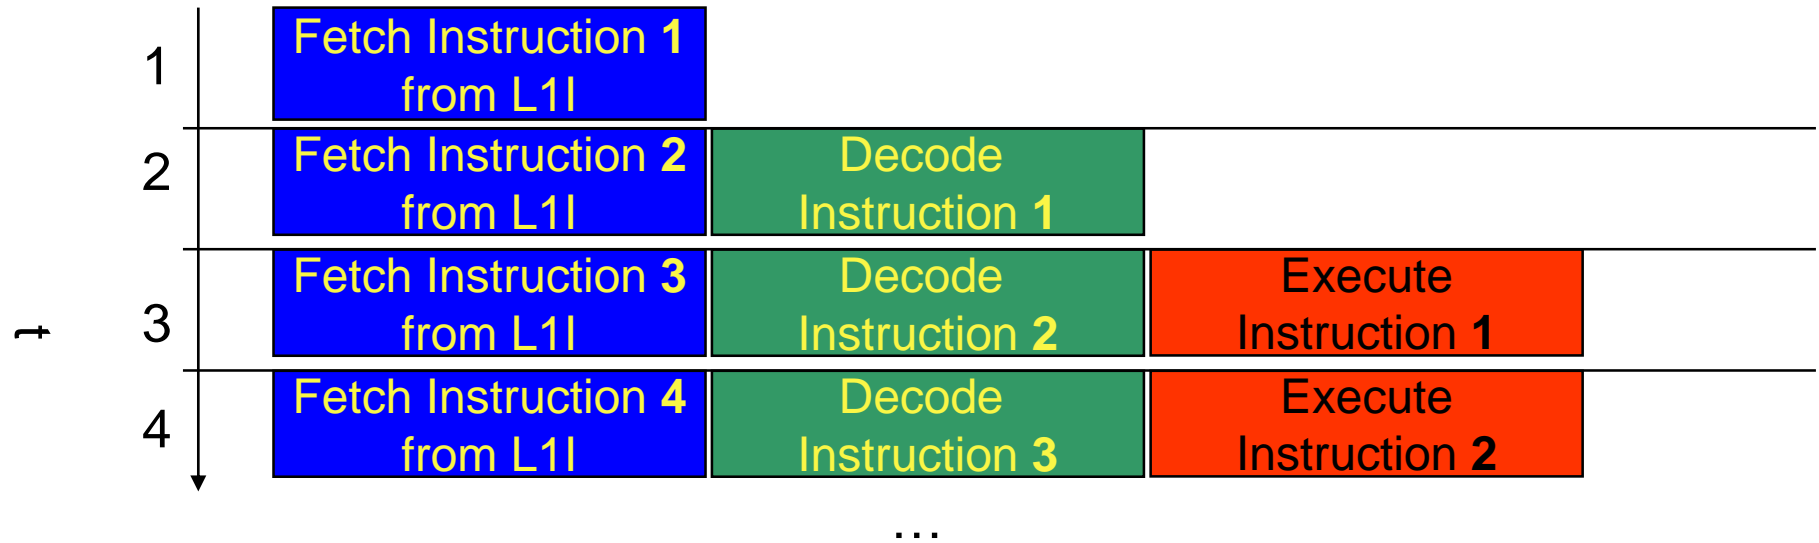 1
Fetch Instruction 1
from L1I
2
Fetch Instruction 2
from L1I
Decode
Instruction 1
t
3
Fetch Instruction 3
from L1I
Decode
Instruction 2
Execute
Instruction 1
4
Fetch Instruction 4
from L1I
Decode
Instruction 3
Execute
Instruction 2
...